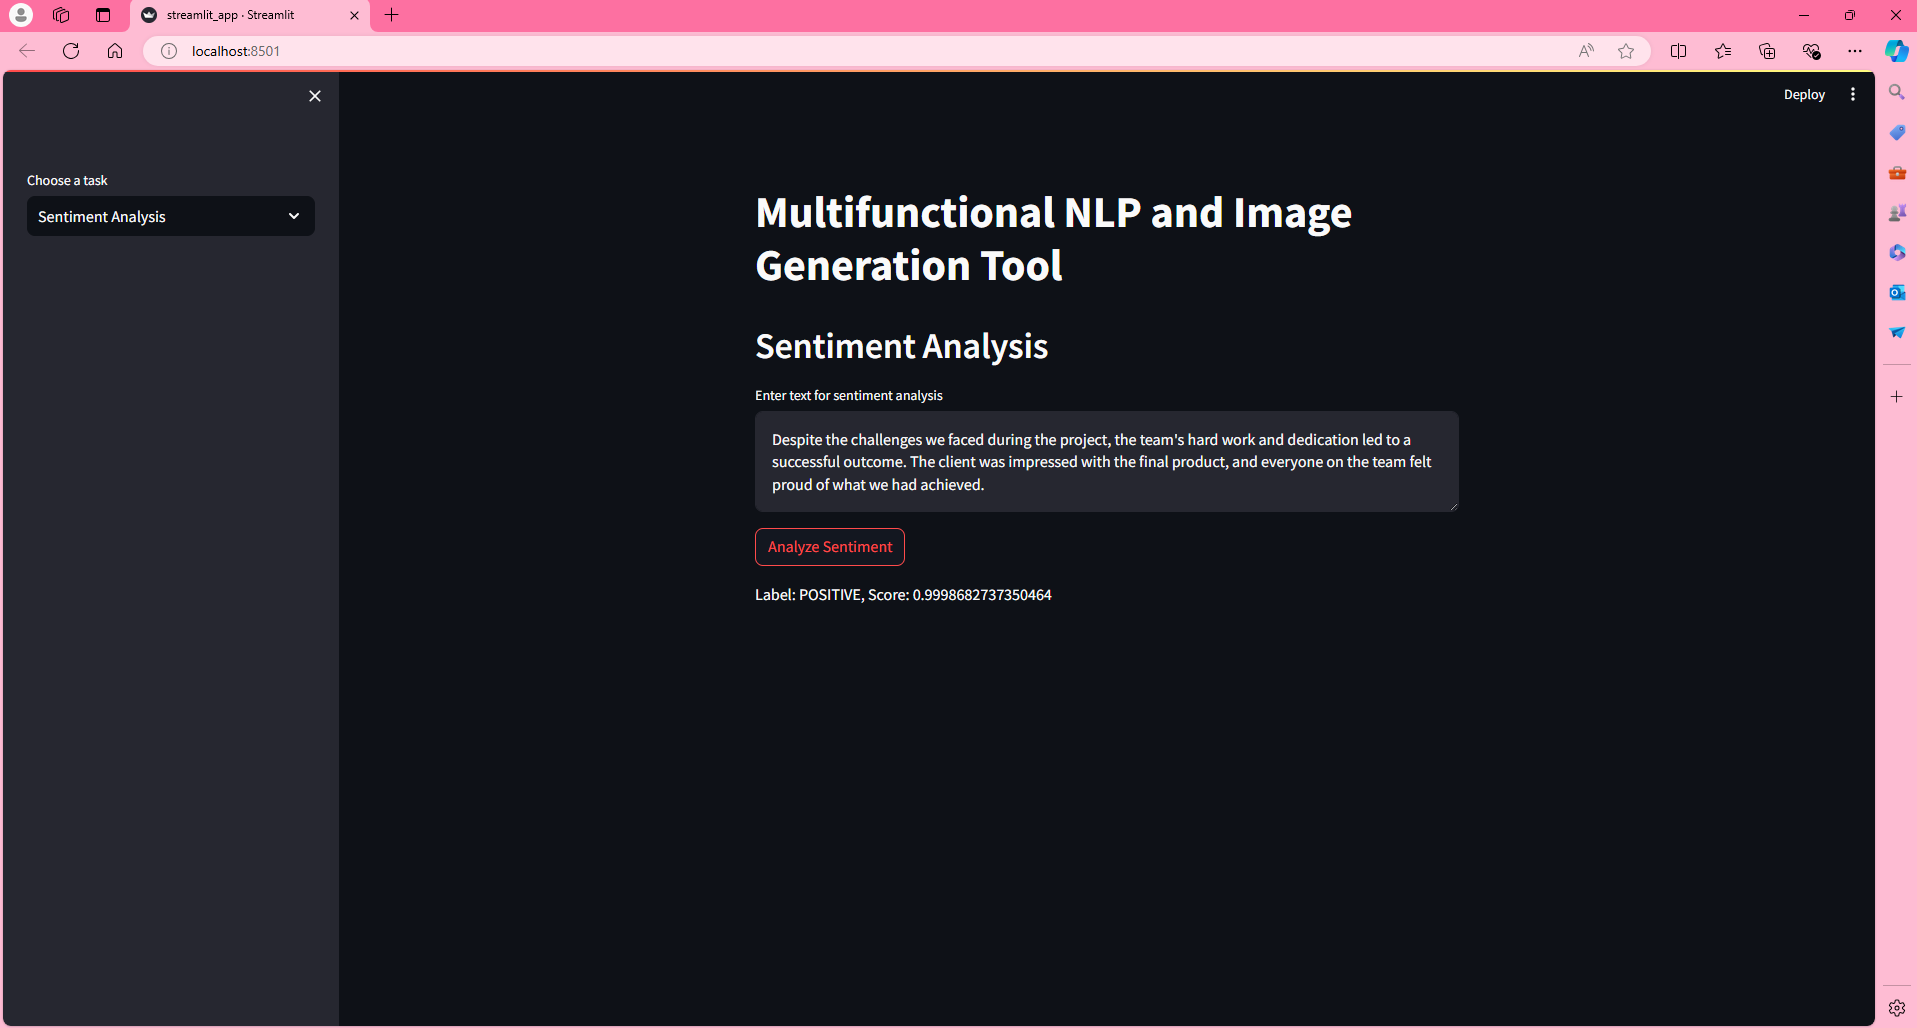 streamlit_app · Streamlit
localhost:8501
Deploy
Choose a task
Sentiment Analysis
Multifunctional NLP and Image
Generation Tool
Sentiment Analysis
Enter text for sentiment analysis
Despite the challenges we faced during the project, the team's hard work and dedication led to a
successful outcome. The client was impressed with the final product, and everyone on the team felt
proud of what we had achieved.
Analyze Sentiment
Label: POSITIVE, Score: 0.9998682737350464